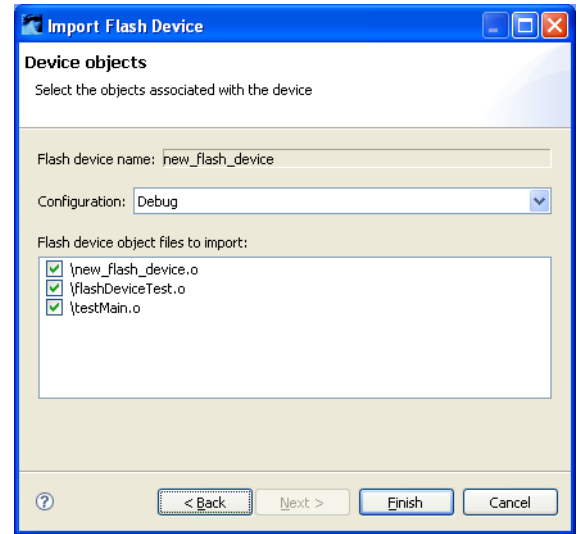 Import Flash Device
Device objects
Select the objects associated with the device
Flash device name: new_flash_device
Configuration: Debug
Flash device object files to import:
\new_flash_device.o
\flashDeviceTest.o
\testMain.o
? < Back Next > Finish Cancel